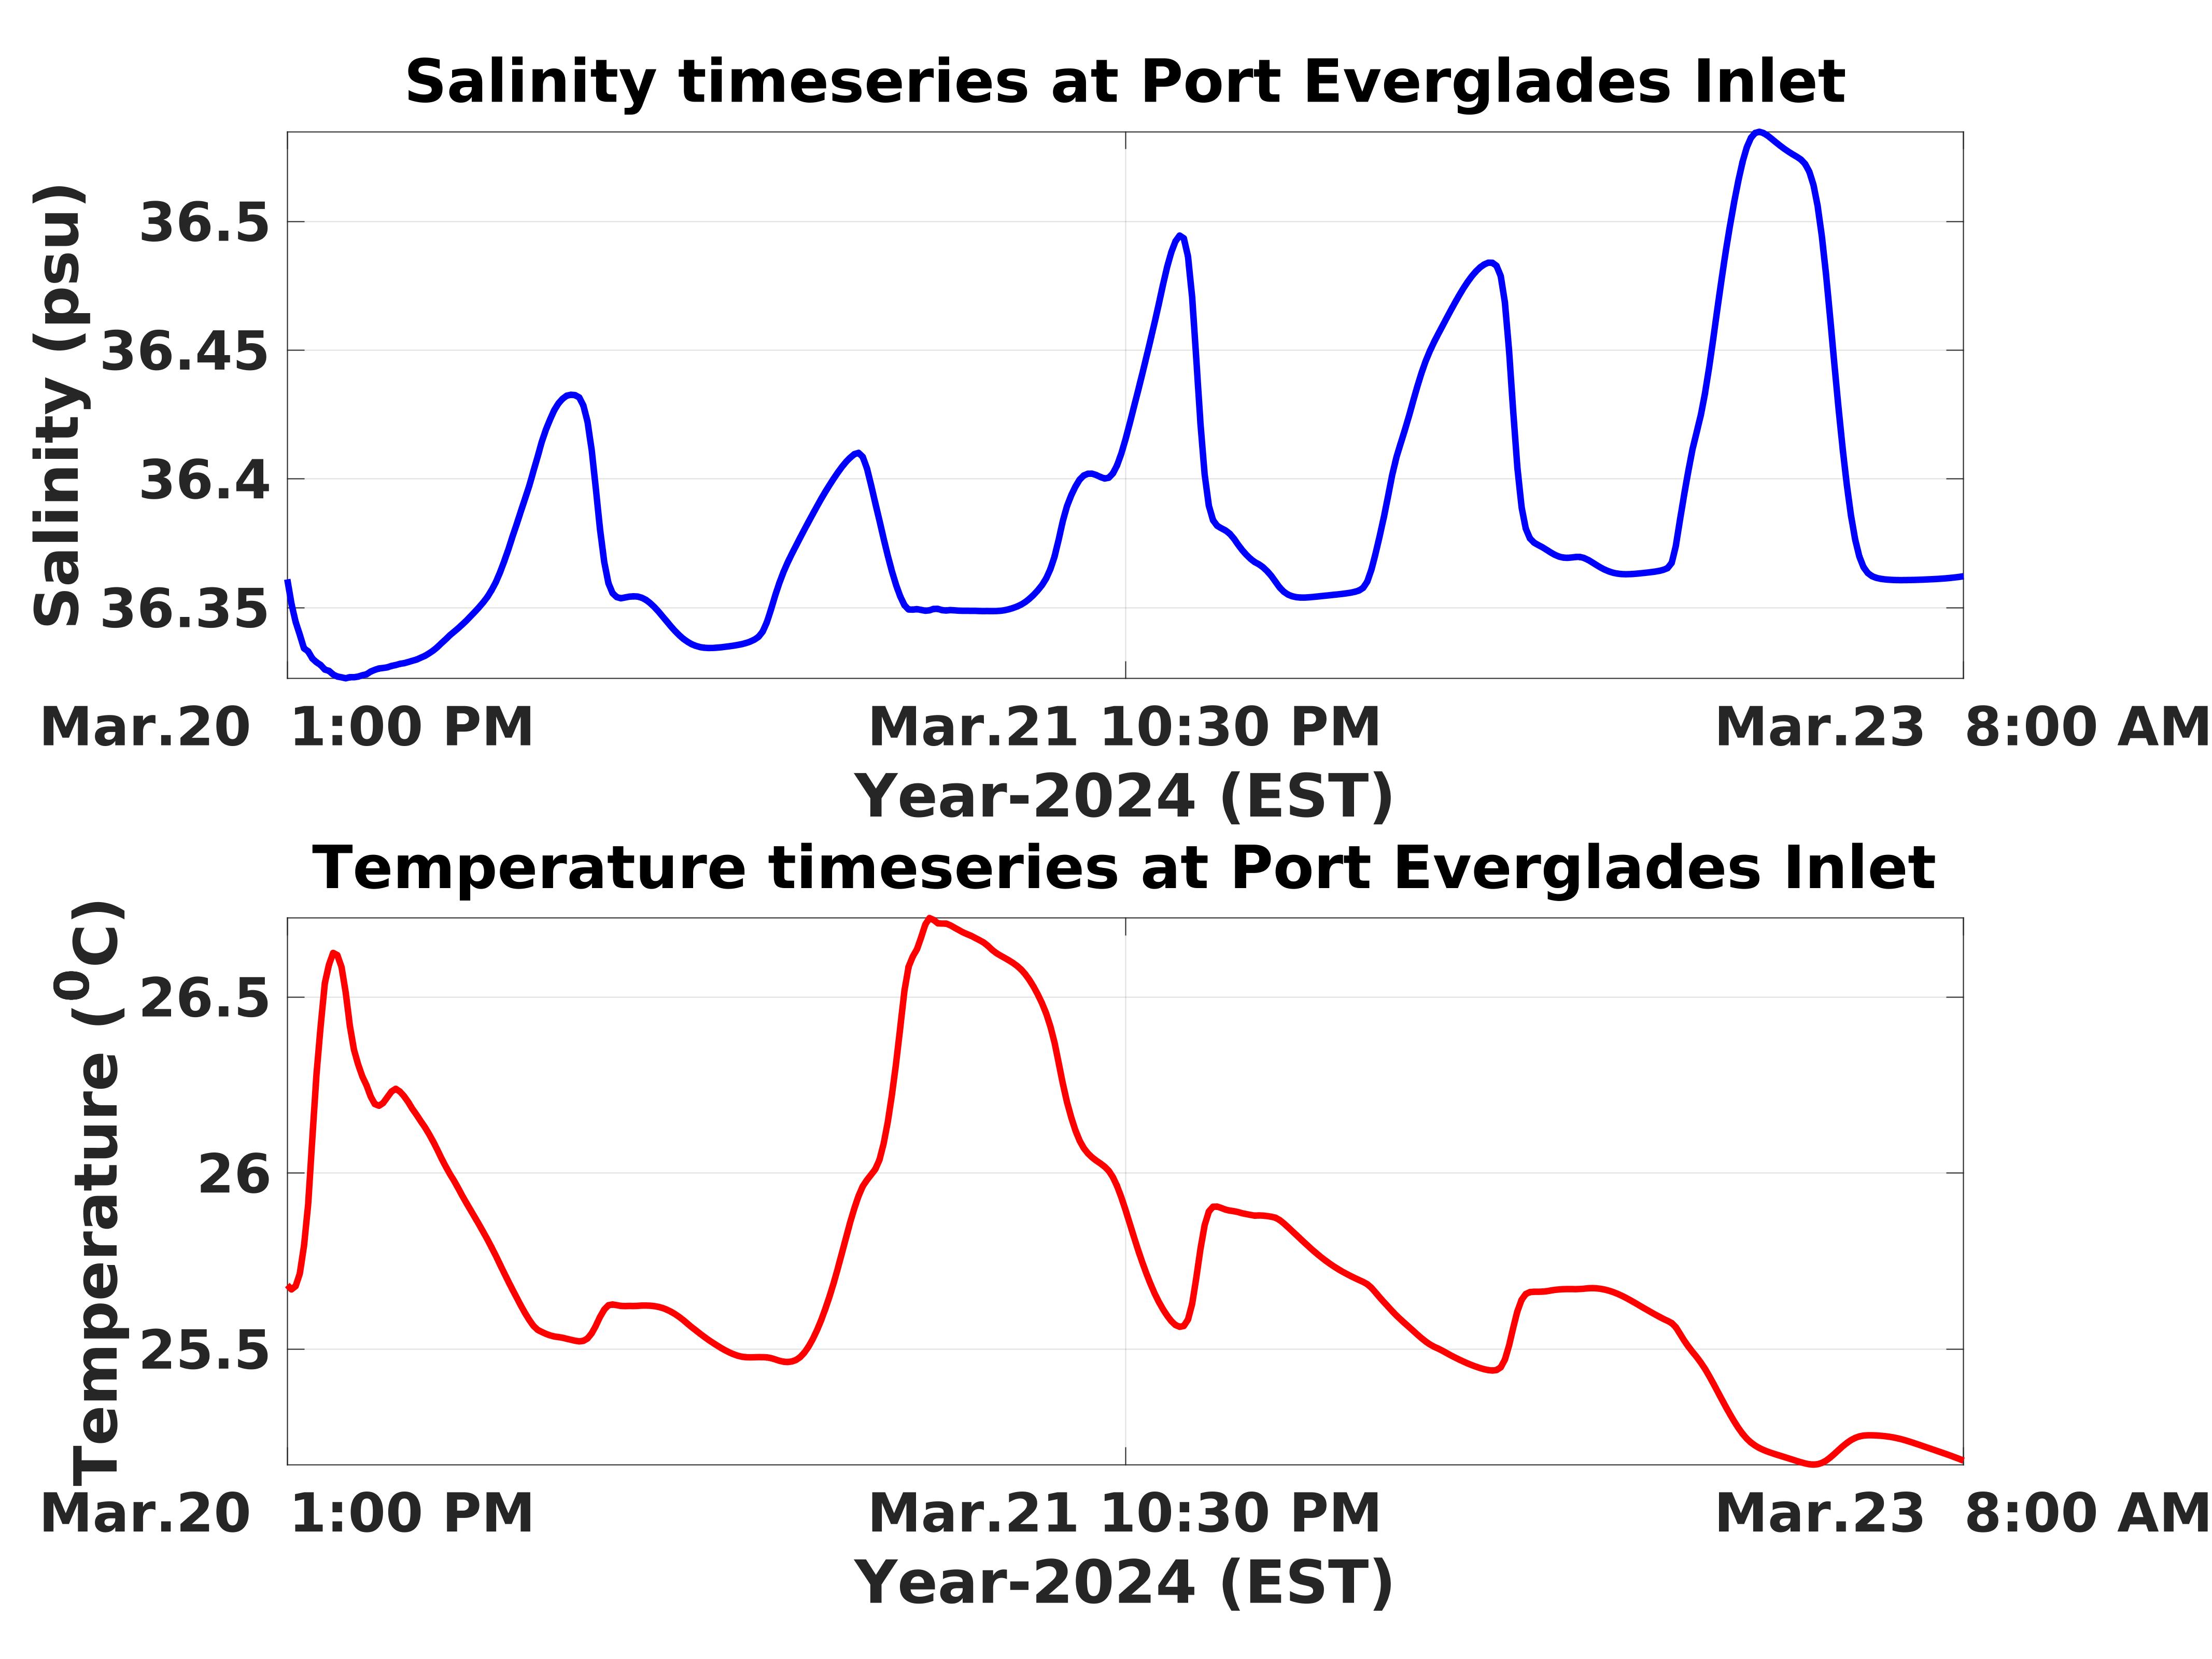 Salinity timeseries at Port Everglades Inlet
Salinity (psu)
36.5
36.45
36.4
36.35
Mar.20  1:00 PM
Mar.21 10:30 PM
Mar.23  8:00 AM
Year-2024 (EST)
Temperature timeseries at Port Everglades Inlet
Temperature (⁰C)
26.5
26
25.5
Mar.20  1:00 PM
Mar.21 10:30 PM
Mar.23  8:00 AM
Year-2024 (EST)